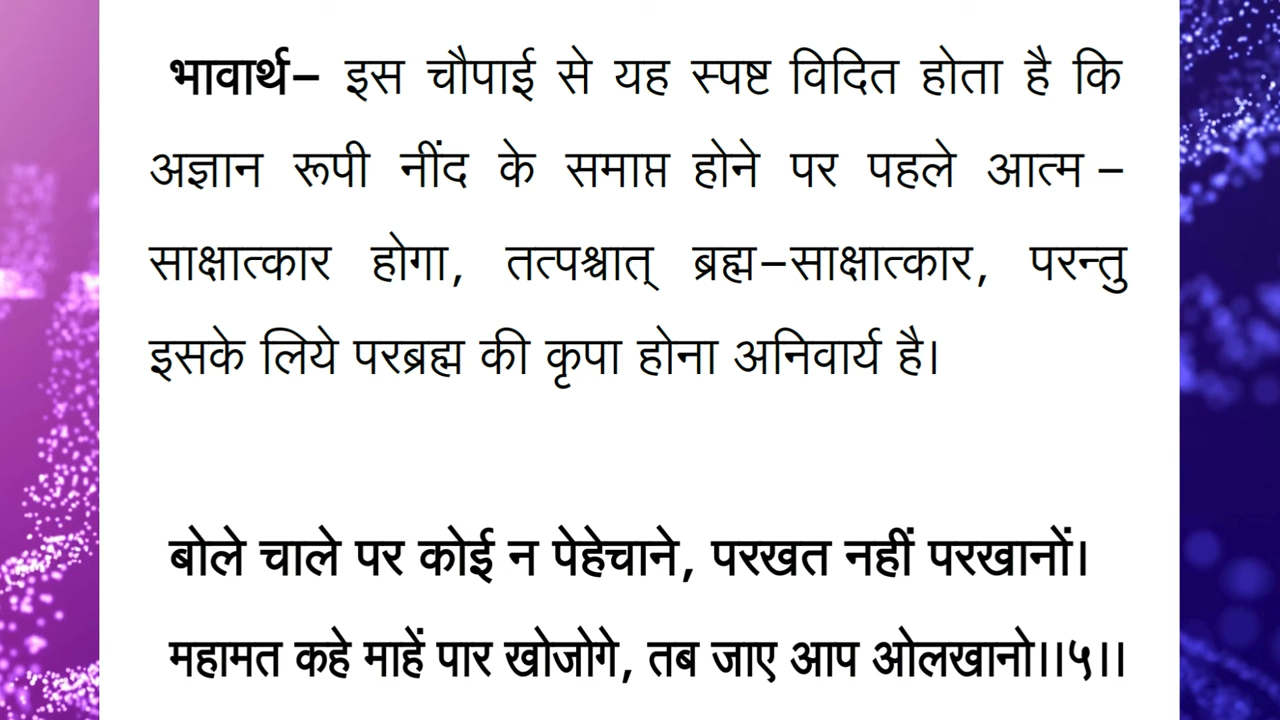 भावार्थ– इस चौपाई से यह स्पष्ट विदित होता है कि
अज्ञान रूपी नींद के समाप्त होने पर पहले आत्म –
साक्षात्कार होगा, तत्पश्चात् ब्रह्म–साक्षात्कार, परन्तु
इसके लिये परब्रह्म की कृपा होना अनिवार्य है।
बोले चाले पर कोई न पेहेचाने, परखत नहीं परखानों।
महामत कहे माहें पार खोजोगे, तब जाए आप ओलखानो।।५।।